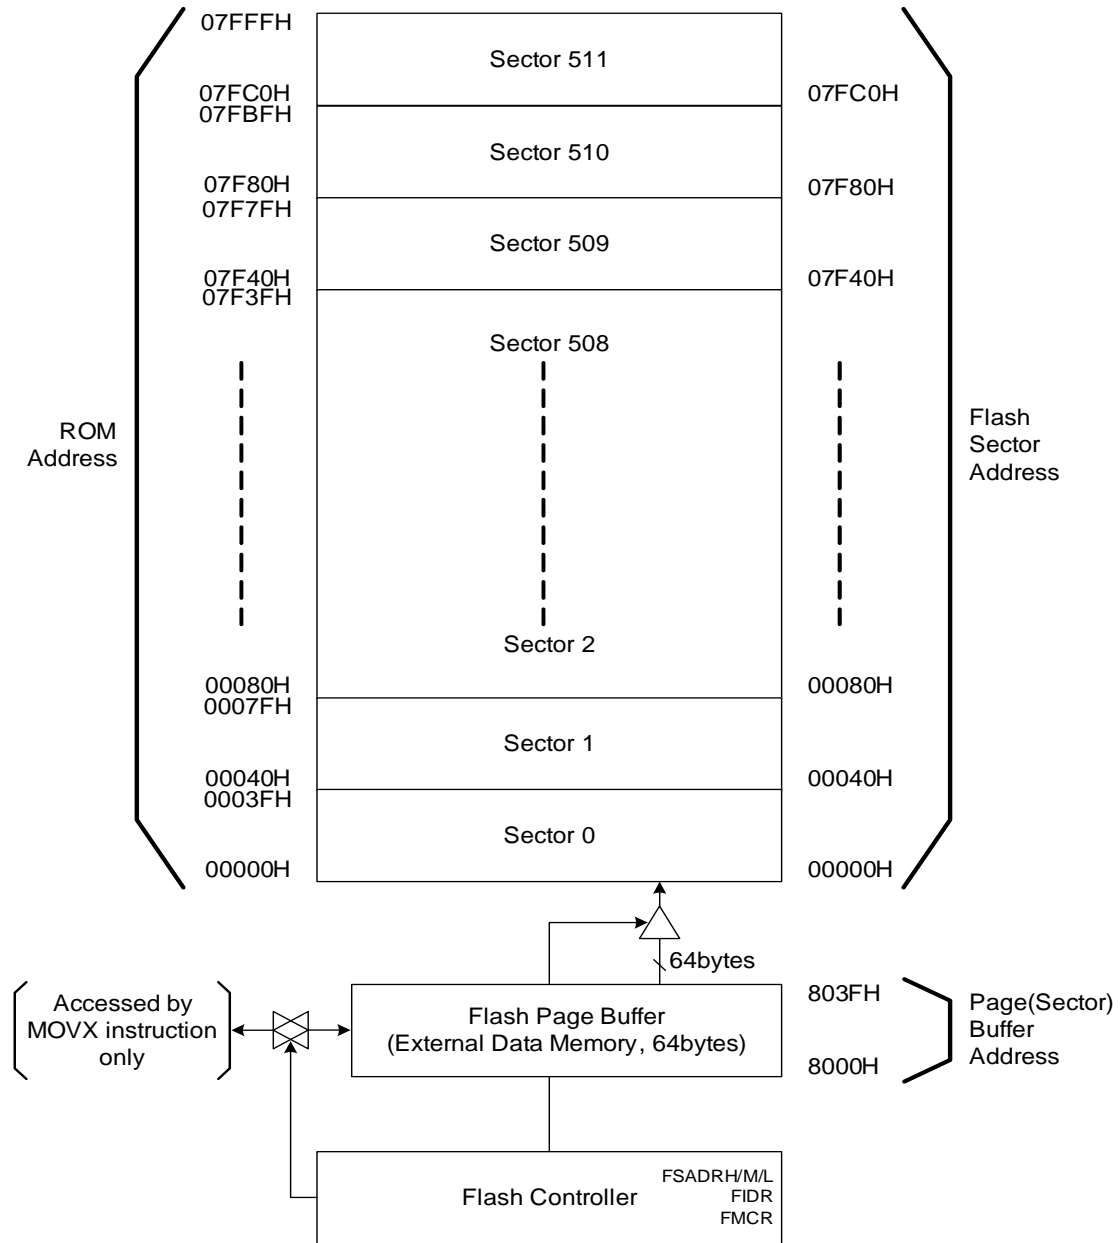 07FFFH
Sector 511
07FC0H
07FC0H
07FBFH
Sector 510
07F80H
07F80H
07F7FH
Sector 509
07F40H
07F40H
07F3FH
Sector 508
ROM
Address
Flash
Sector
Address
Sector 2
00080H
00080H
0007FH
Sector 1
00040H
00040H
0003FH
Sector 0
00000H
00000H
64bytes
Accessed by
MOVX instruction
only
Flash Page Buffer
(External Data Memory, 64bytes)
803FH
8000H
Page(Sector)
Buffer
Address
Flash Controller
FSADRH/M/L
FIDR
FMCR